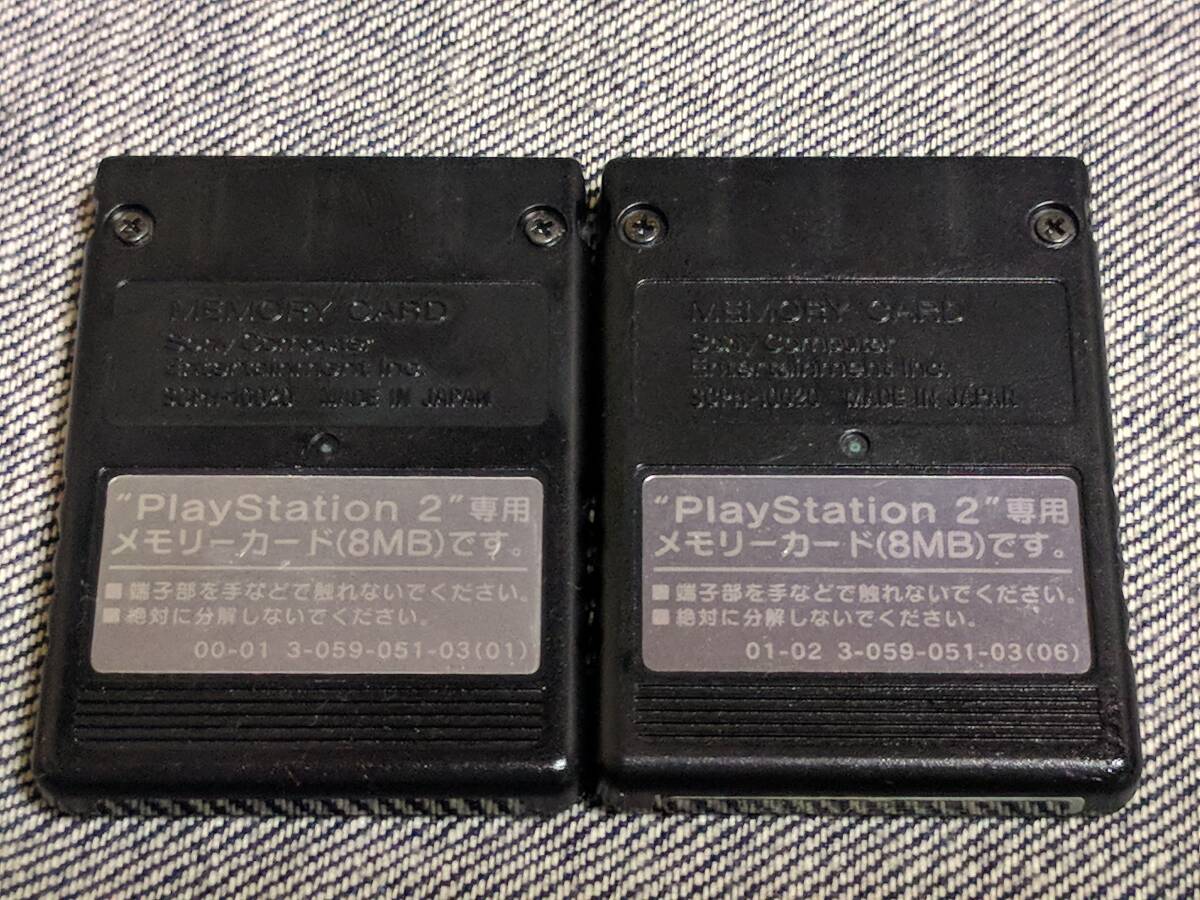 MEMORY CARD
Sony Computer
Entertainment Inc.
SCPH-10020 MADE IN JAPAN
“PlayStation 2”専用
メモリーカード(8MB)です。
■端子部を手などで触れないでください。
■絶対に分解しないでください。
00-01 3-059-051-03(01)
MEMORY CARD
Sony Computer
Entertainment Inc.
SCPH-10020 MADE IN JAPAN
“PlayStation 2”専用
メモリーカード(8MB)です。
■端子部を手などで触れないでください。
■絶対に分解しないでください。
01-02 3-059-051-03(06)